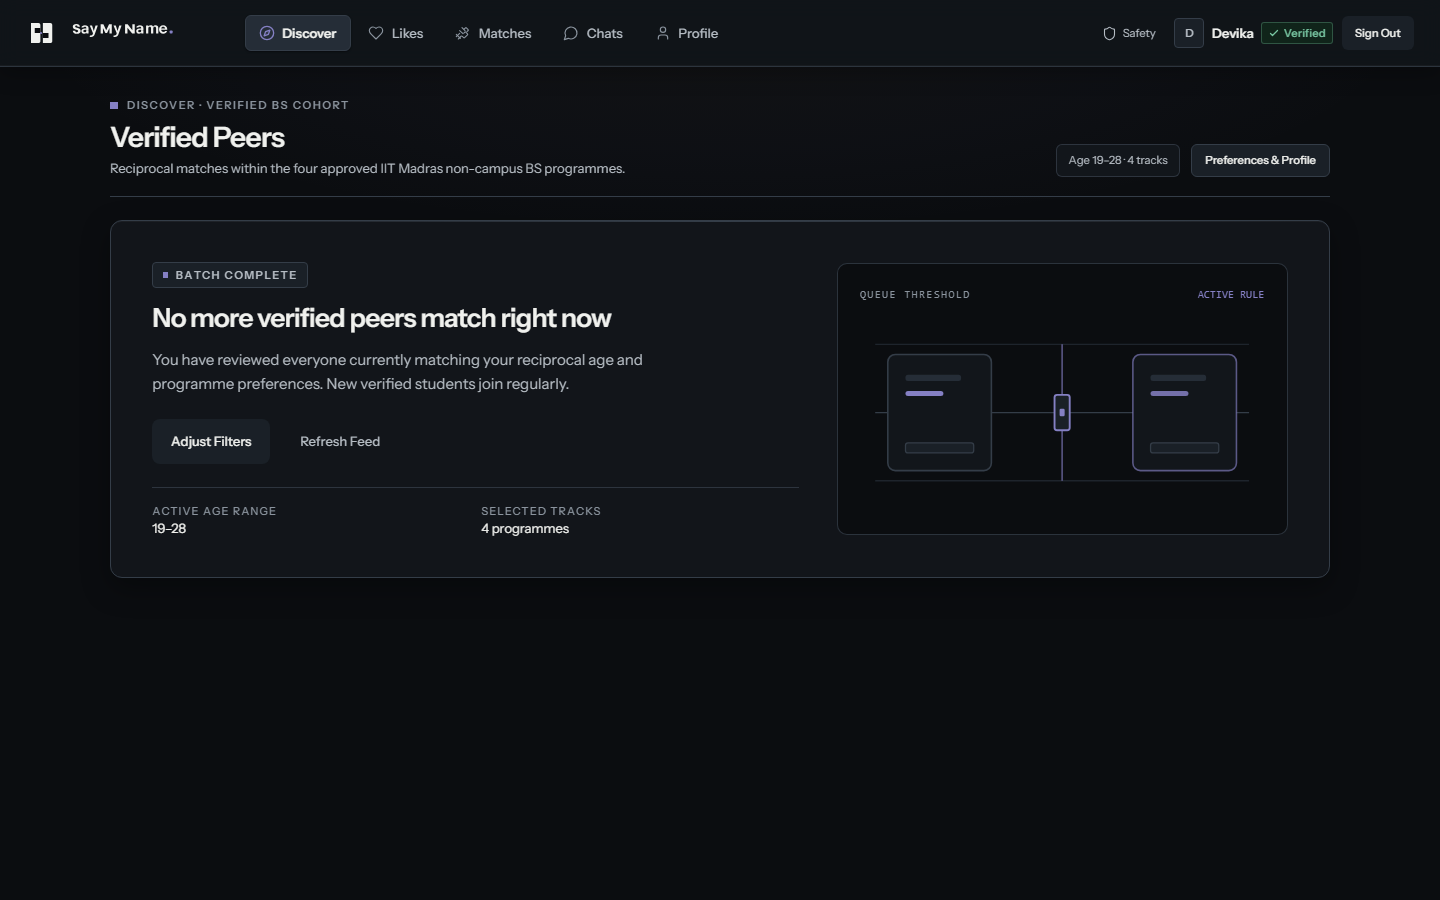 Say My Name.
Discover
Likes
Matches
Chats
Profile
Safety
D
Devika
Verified
Sign Out
DISCOVER · VERIFIED BS COHORT
Verified Peers
Reciprocal matches within the four approved IIT Madras non-campus BS programmes.
Age 19–28 · 4 tracks
Preferences & Profile
BATCH COMPLETE
No more verified peers match right now
You have reviewed everyone currently matching your reciprocal age and
programme preferences. New verified students join regularly.
Adjust Filters
Refresh Feed
ACTIVE AGE RANGE
19–28
SELECTED TRACKS
4 programmes
QUEUE THRESHOLD
ACTIVE RULE